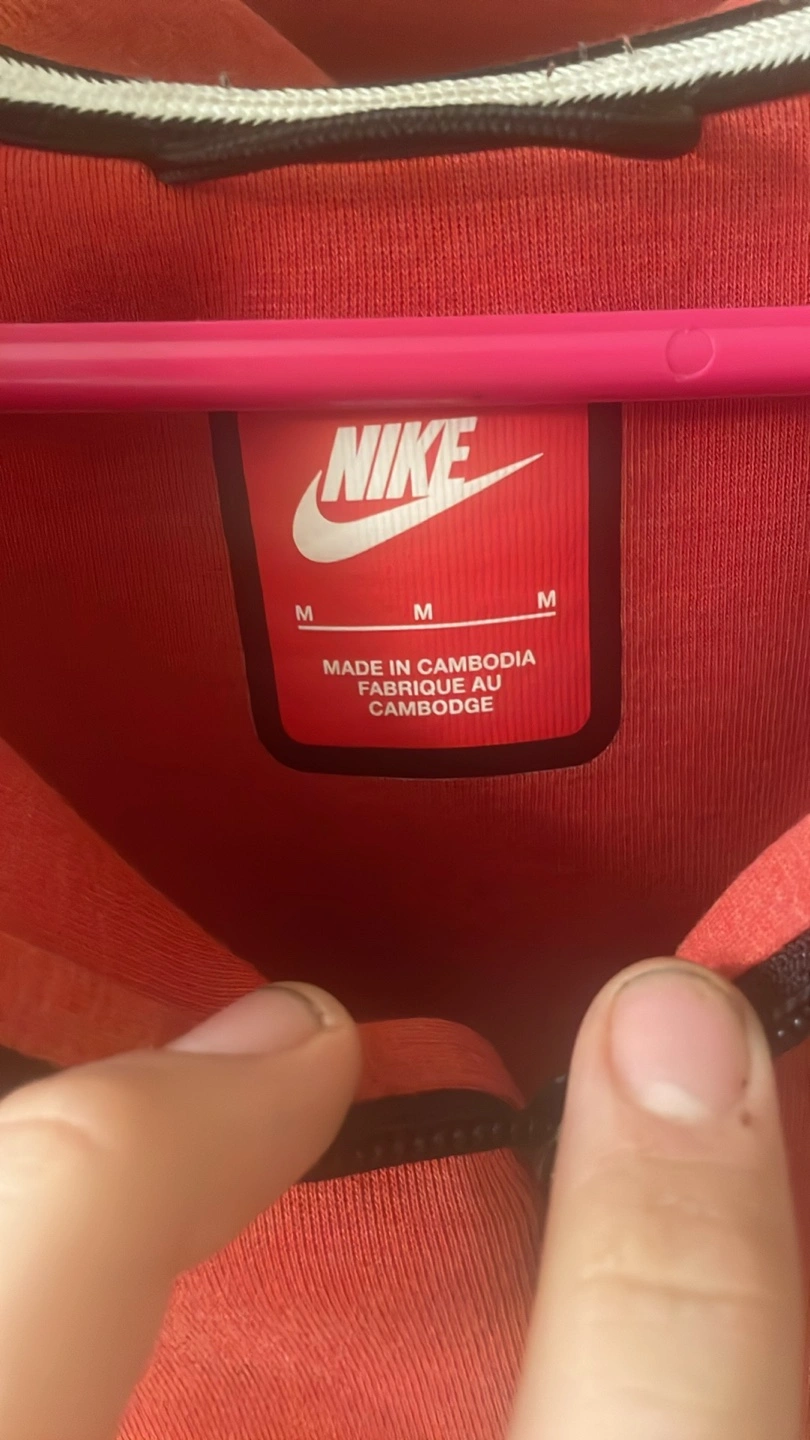 NIKE
M M M
MADE IN CAMBODIA
FABRIQUE AU
CAMBODGE